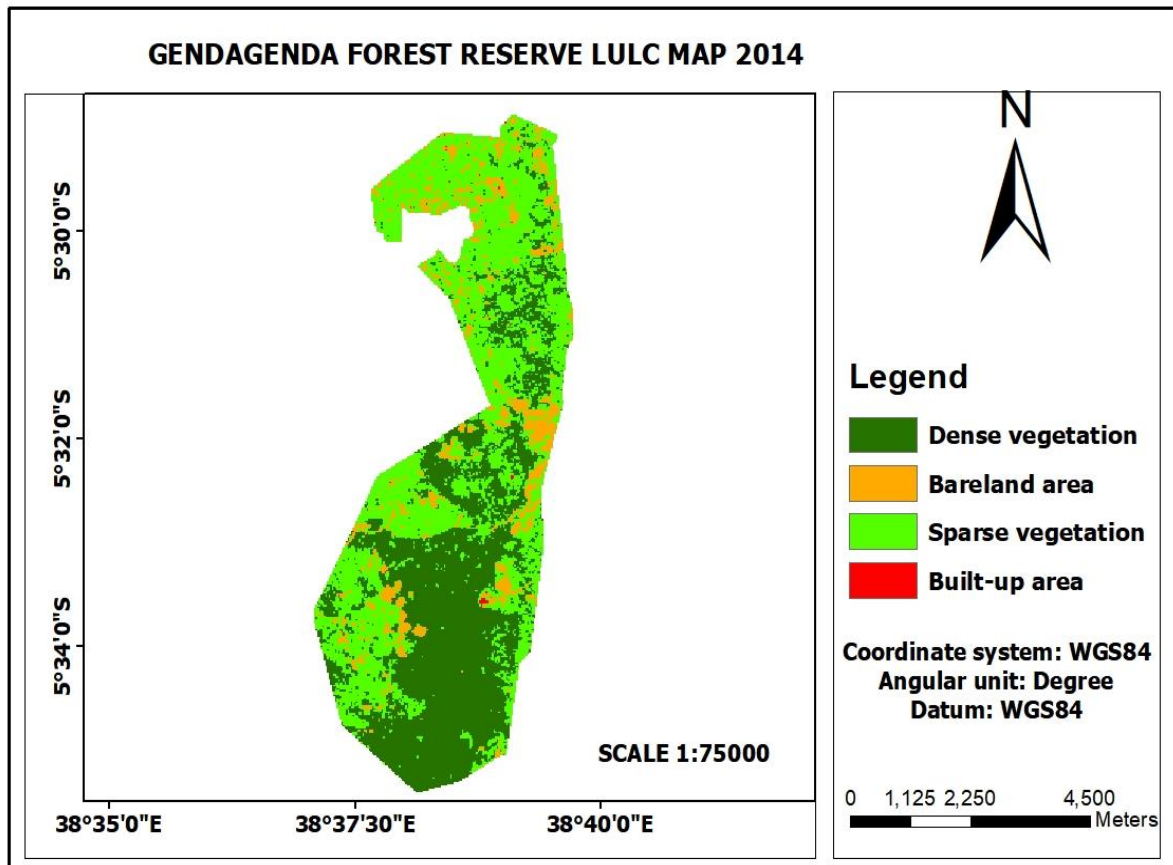 GENDAGENDA FOREST RESERVE LULC MAP 2014
5°30'0"S
5°32'0"S
5°34'0"S
SCALE 1:75000
38°35'0"E
38°37'30"E
38°40'0"E
N
Legend
Dense vegetation
Bareland area
Sparse vegetation
Built-up area
Coordinate system: WGS84
Angular unit: Degree
Datum: WGS84
0 1,125 2,250 4,500
Meters